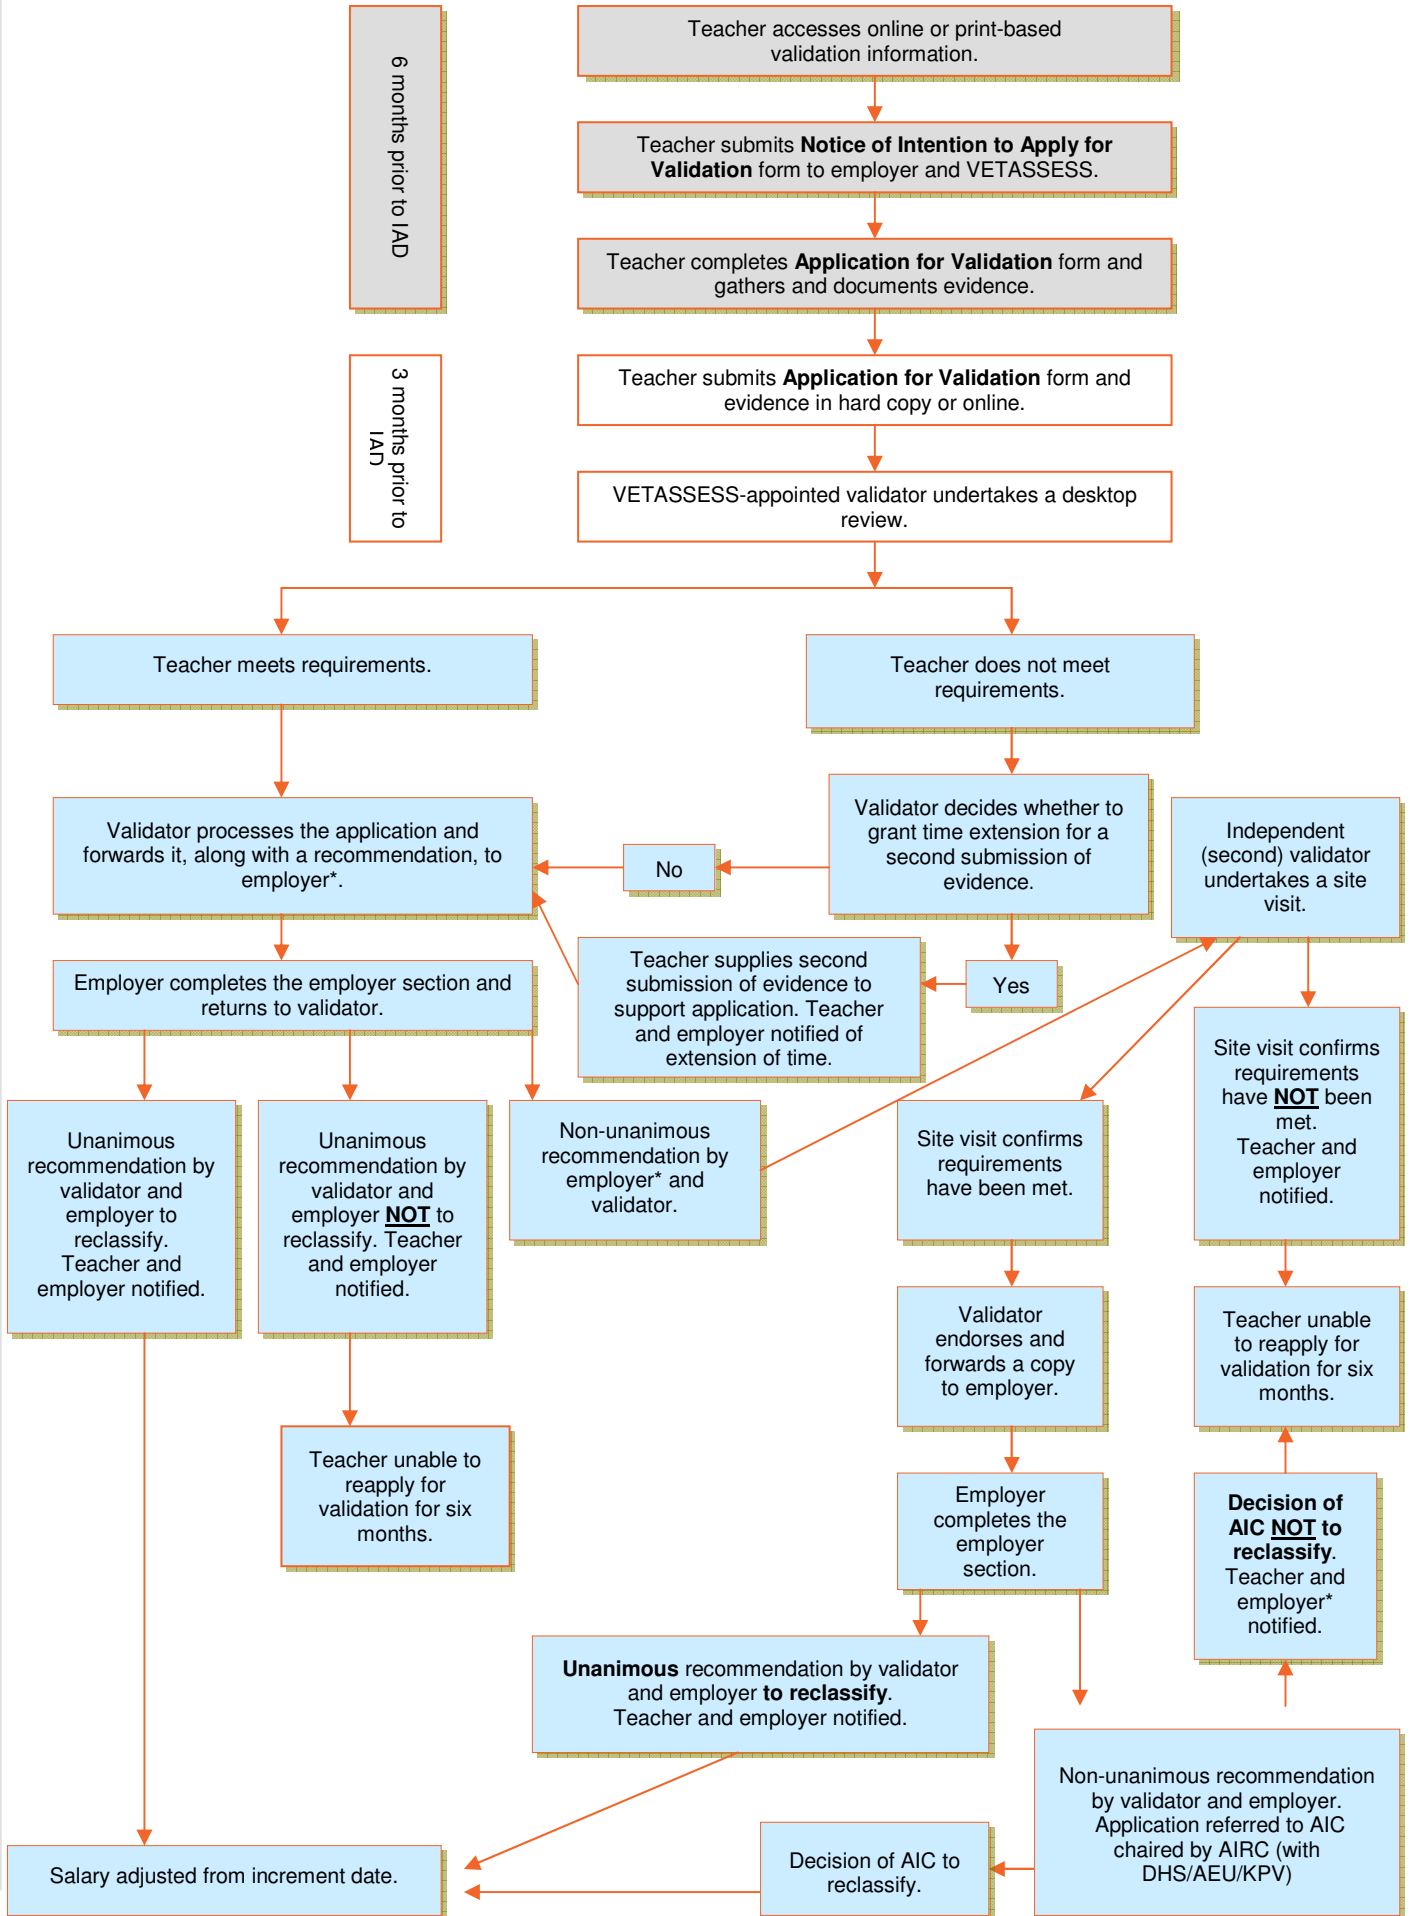 Teacher accesses online or print-based
validation information.
6 months prior to IAD
Teacher submits Notice of Intention to Apply for
Validation form to employer and VETASSESS.
Teacher completes Application for Validation form and
gathers and documents evidence.
3 months prior to
IAD
Teacher submits Application for Validation form and
evidence in hard copy or online.
VETASSESS-appointed validator undertakes a desktop
review.
Teacher meets requirements.
Teacher does not meet
requirements.
Validator processes the application and
forwards it, along with a recommendation, to
employer*.
No
Validator decides whether to
grant time extension for a
second submission of
evidence.
Independent
(second) validator
undertakes a site
visit.
Employer completes the employer section and
returns to validator.
Teacher supplies second
submission of evidence to
support application. Teacher
and employer notified of
extension of time.
Yes
Unanimous
recommendation by
validator and
employer to
reclassify.
Teacher and
employer notified.
Unanimous
recommendation by
validator and
employer NOT to
reclassify. Teacher
and employer
notified.
Non-unanimous
recommendation by
employer* and
validator.
Site visit confirms
requirements
have been met.
Site visit confirms
requirements
have NOT been
met.
Teacher and
employer
notified.
Validator
endorses and
forwards a copy
to employer.
Teacher unable
to reapply for
validation for six
months.
Teacher unable to
reapply for
validation for six
months.
Employer
completes the
employer
section.
Decision of
AIC NOT to
reclassify.
Teacher and
employer*
notified.
Unanimous recommendation by validator
and employer to reclassify.
Teacher and employer notified.
Non-unanimous recommendation
by validator and employer.
Application referred to AIC
chaired by AIRC (with
DHS/AEU/KPV)
Decision of AIC to
reclassify.
Salary adjusted from increment date.